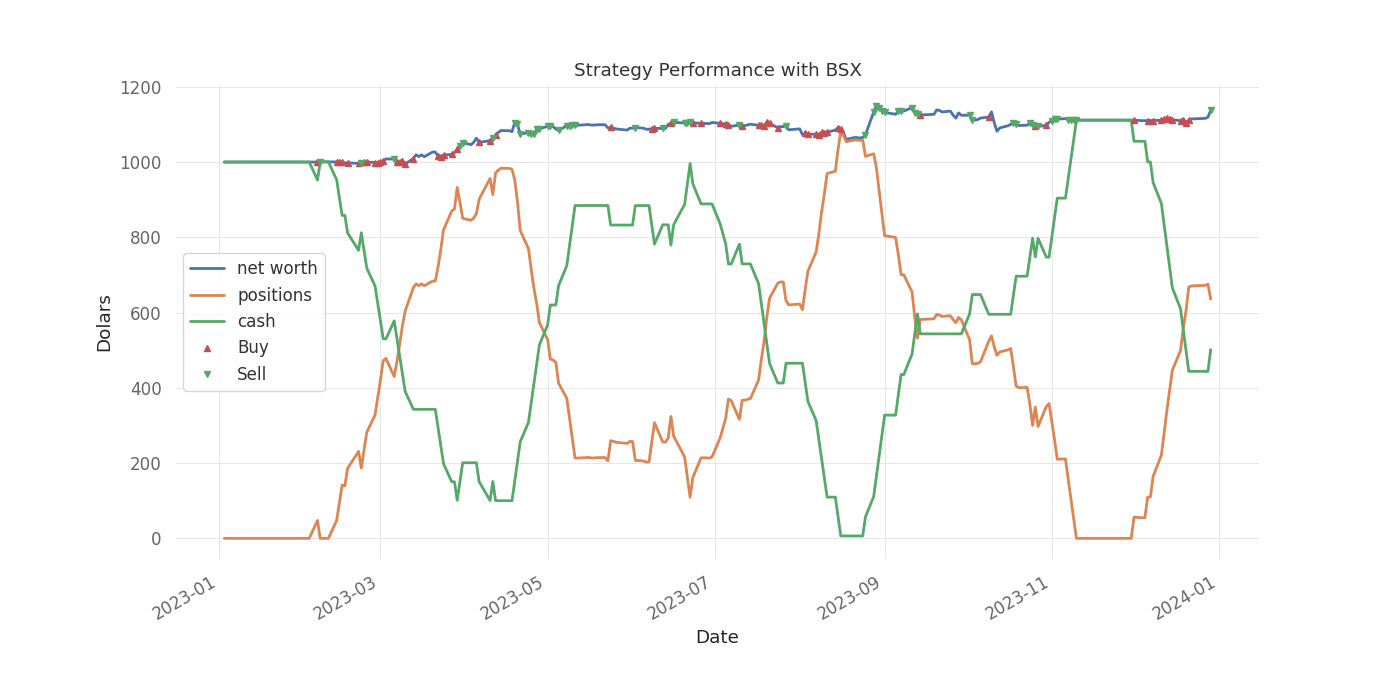 Strategy Performance with BSX
1200
1000
800
600
400
200
0
Dolars
net worth
positions
cash
Buy
Sell
2023-01
2023-03
2023-05
2023-07
2023-09
2023-11
2024-01
Date